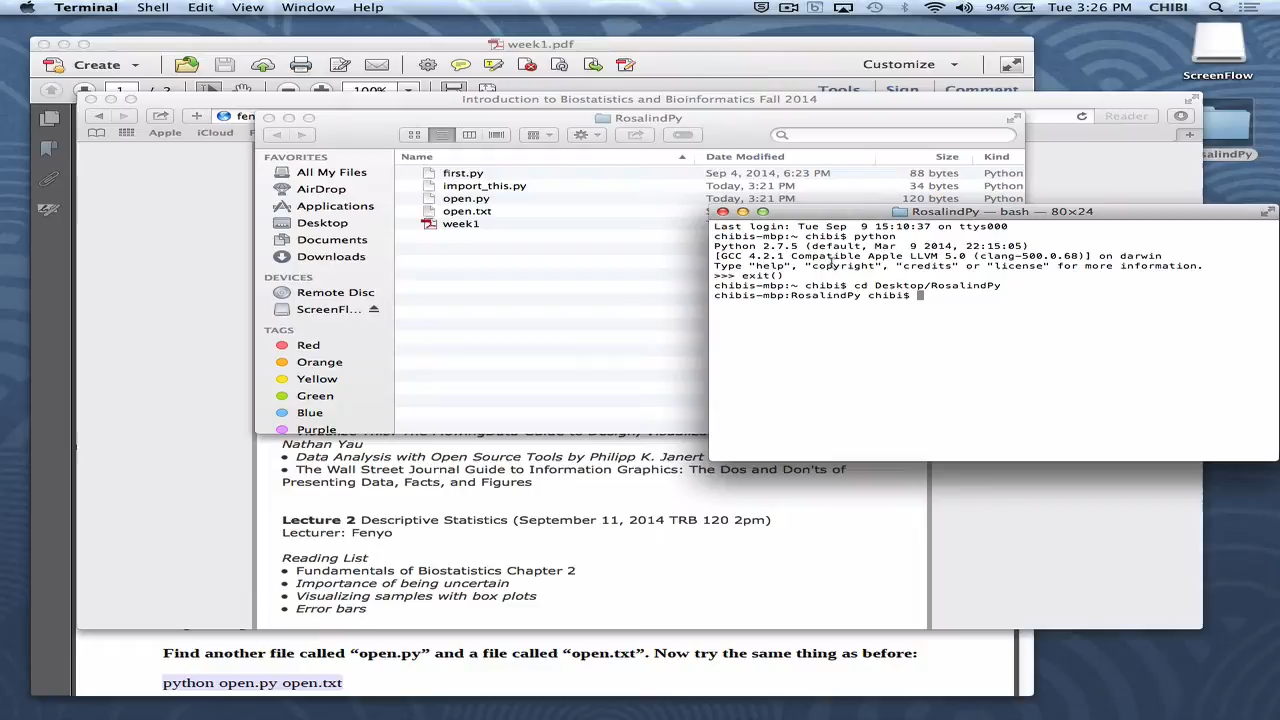 Terminal Shell Edit View Window Help 94% Tue 3:26 PM CHIBI
week1.pdf
Create 1 / 2 100% Customize
Tools Sign Comment
ScreenFlow
Introduction to Biostatistics and Bioinformatics Fall 2014
fen Reader
Apple iCloud
RosalindPy
salindPy
FAVORITES
All My Files
AirDrop
Applications
Desktop
Documents
Downloads
DEVICES
Remote Disc
ScreenFl...
TAGS
Red
Orange
Yellow
Green
Blue
Purple
Name Date Modified Size Kind
first.py Sep 4, 2014, 6:23 PM 88 bytes Python
import_this.py Today, 3:21 PM 34 bytes Python
open.py Today, 3:21 PM 120 bytes Python
open.txt
week1
RosalindPy — bash — 80×24
Last login: Tue Sep 9 15:10:37 on ttys000
chibis-mbp:~ chibi$ python
Python 2.7.5 (default, Mar 9 2014, 22:15:05)
[GCC 4.2.1 Compatible Apple LLVM 5.0 (clang-500.0.68)] on darwin
Type "help", "copyright", "credits" or "license" for more information.
>>> exit()
chibis-mbp:~ chibi$ cd Desktop/RosalindPy
chibis-mbp:RosalindPy chibi$
Nathan Yau
• Data Analysis with Open Source Tools by Philipp K. Janert
• The Wall Street Journal Guide to Information Graphics: The Dos and Don'ts of
Presenting Data, Facts, and Figures
Lecture 2 Descriptive Statistics (September 11, 2014 TRB 120 2pm)
Lecturer: Fenyo
Reading List
• Fundamentals of Biostatistics Chapter 2
• Importance of being uncertain
• Visualizing samples with box plots
• Error bars
Find another file called “open.py” and a file called “open.txt”. Now try the same thing as before:
python open.py open.txt